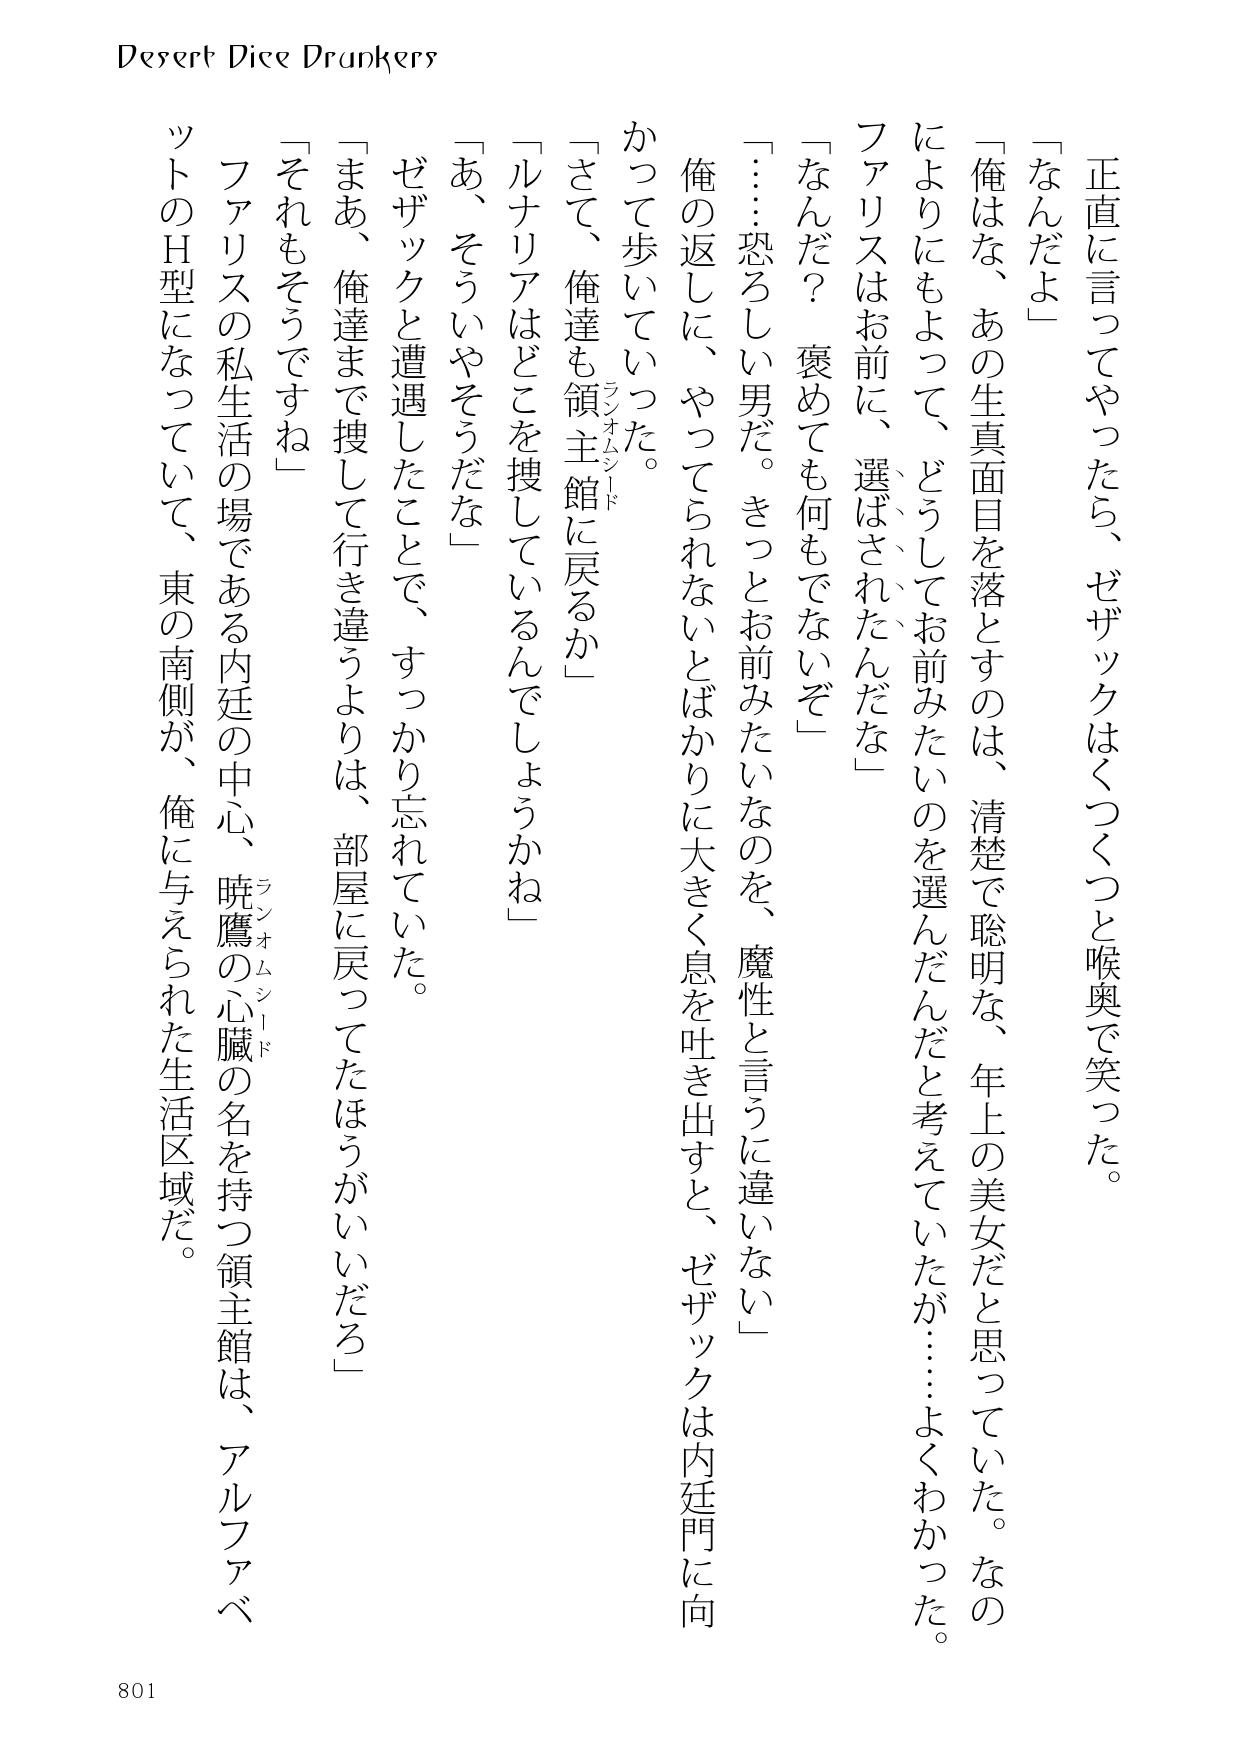 Desert Dice Drunkers
　正直に言ってやったら、ゼザックはくつくつと喉奥で笑った。
「なんだよ」
「俺はな、あの生真面目を落とすのは、清楚で聡明な、年上の美女だと思っていた。なの
によりにもよって、どうしてお前みたいのを選んだんだと考えていたが……よくわかった。
ファリスはお前に、選ばされたんだな」
「なんだ？　褒めても何もでないぞ」
「……恐ろしい男だ。きっとお前みたいなのを、魔性と言うに違いない」
　俺の返しに、やってられないとばかりに大きく息を吐き出すと、ゼザックは内廷門に向
かって歩いていった。
「さて、俺達も領主館に戻るか」
ランオムシード
「ルナリアはどこを捜しているんでしょうかね」
「あ、そういやそうだな」
　ゼザックと遭遇したことで、すっかり忘れていた。
「まあ、俺達まで捜して行き違うよりは、部屋に戻ってたほうがいいだろ」
「それもそうですね」
　ファリスの私生活の場である内廷の中心、暁鷹の心臓の名を持つ領主館は、アルファベ
ランオムシード
ットのＨ型になっていて、東の南側が、俺に与えられた生活区域だ。
801